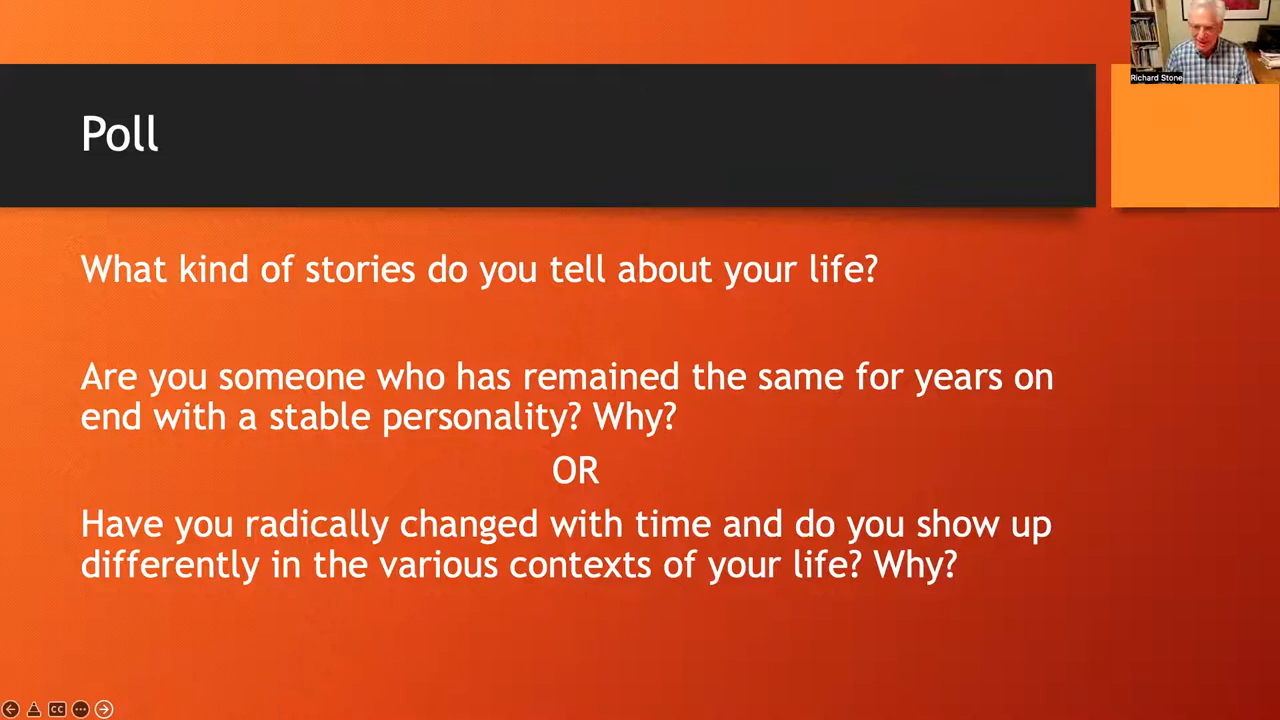 Richard Stone
Poll
What kind of stories do you tell about your life?
Are you someone who has remained the same for years on
end with a stable personality? Why?
OR
Have you radically changed with time and do you show up
differently in the various contexts of your life? Why?
CC